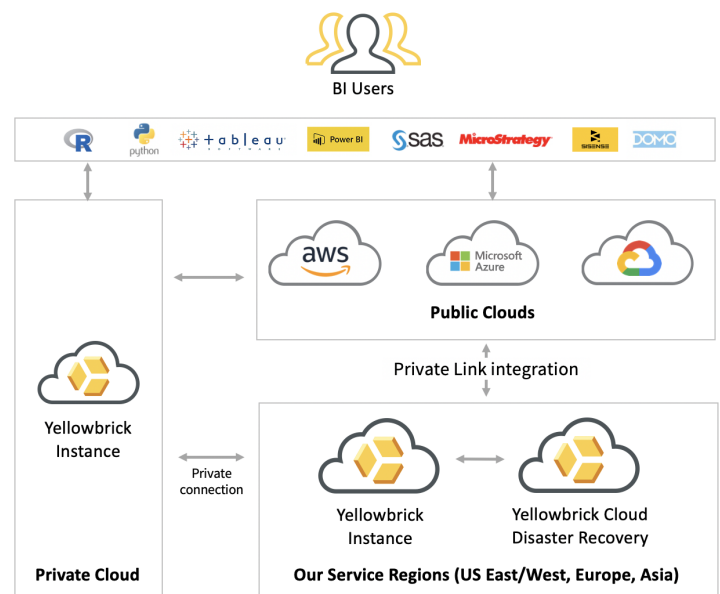 BI Users
R
python
+ a b l e a u
S O F T W A R E
Power BI
sas
MicroStrategy
SISENSE
DOMO
aws
Microsoft
Azure
Public Clouds
Private Link integration
Yellowbrick
Instance
Private
connection
Yellowbrick
Instance
Yellowbrick Cloud
Disaster Recovery
Private Cloud
Our Service Regions (US East/West, Europe, Asia)